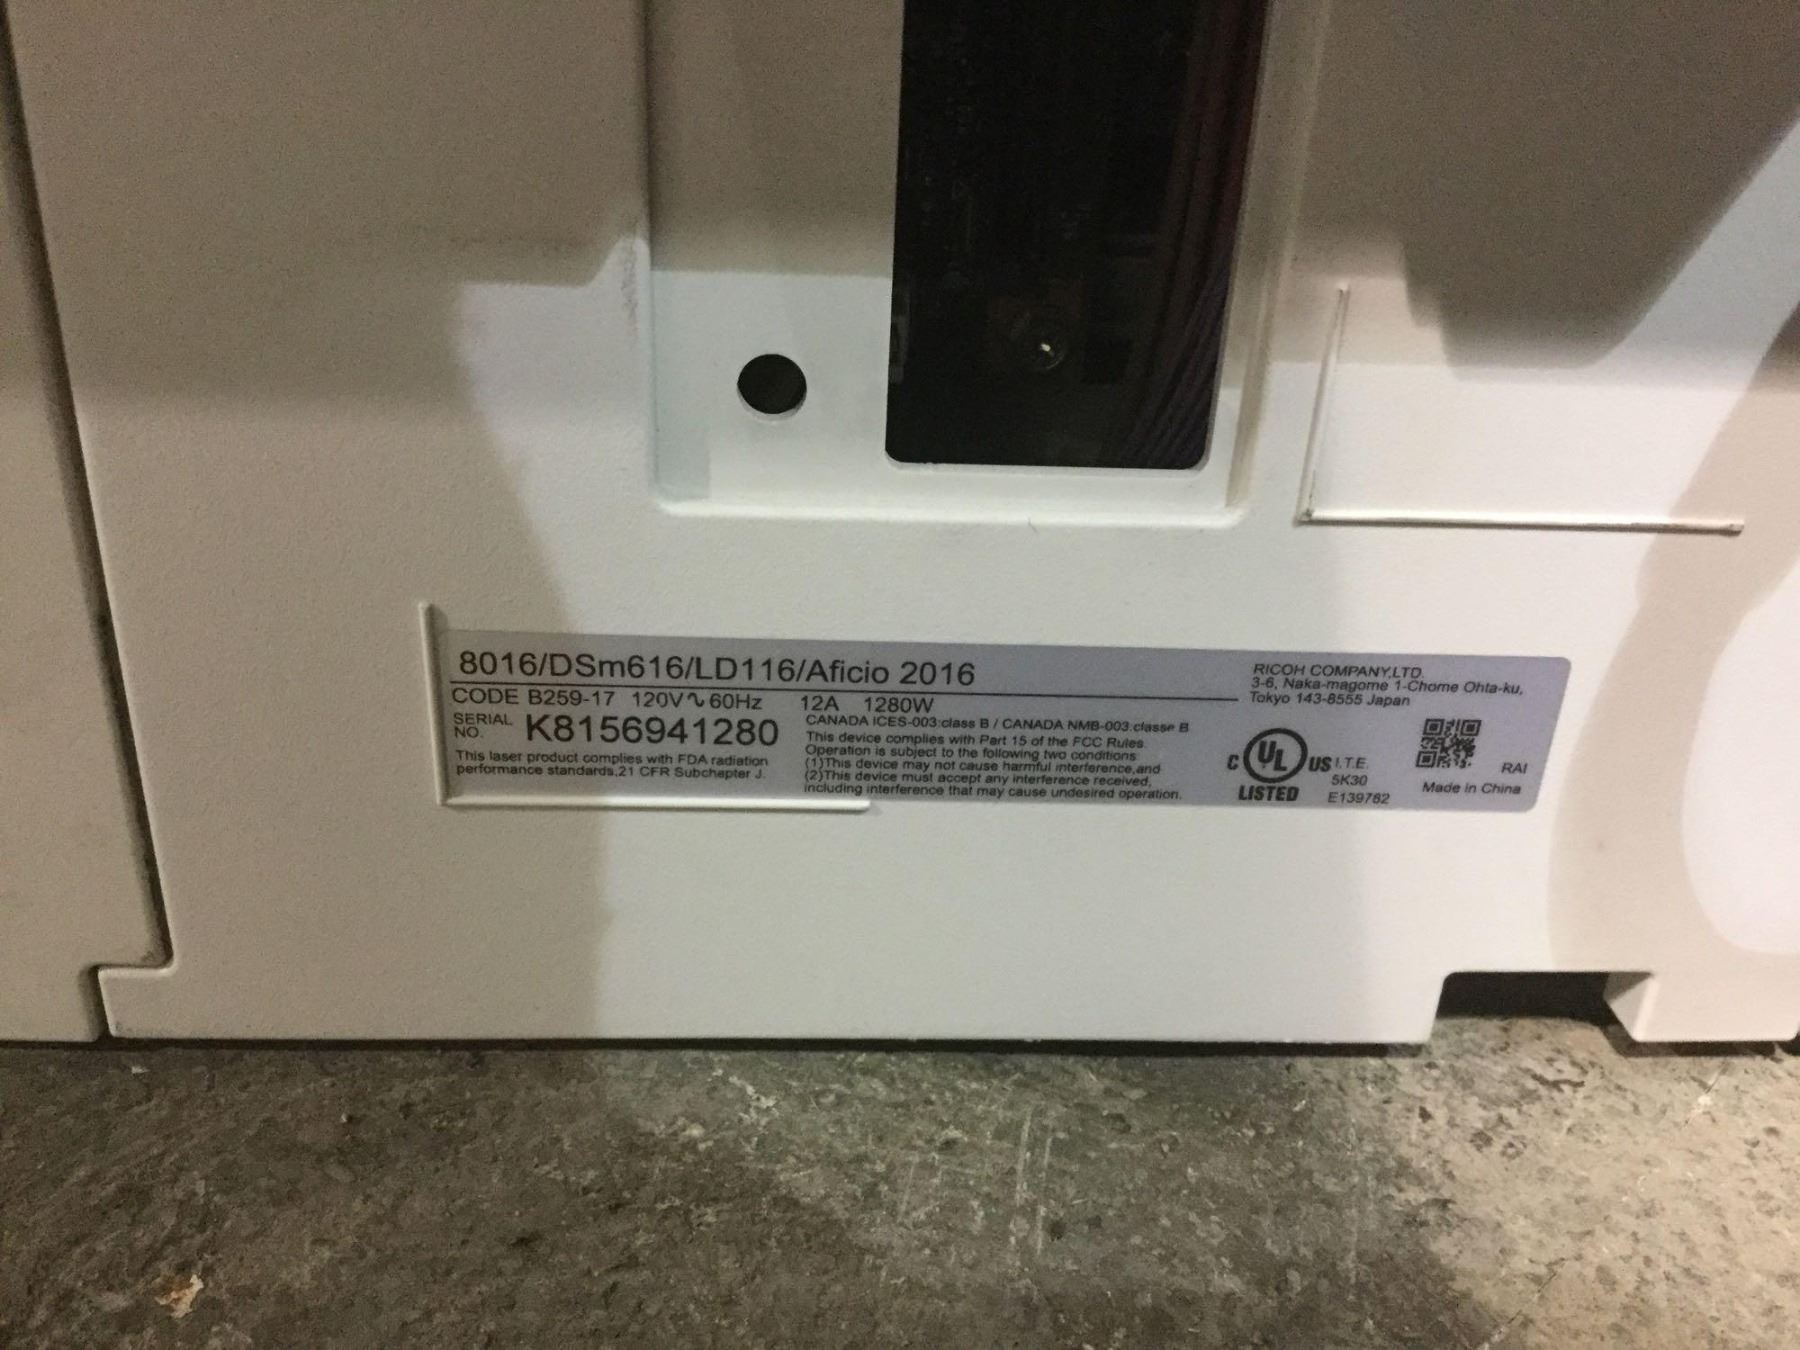 8016/DSm616/LD116/Aficio 2016
CODE B259-17 120V∿60Hz 12A 1280W
SERIAL NO. K8156941280
This laser product complies with FDA radiation
performance standards,21 CFR Subchapter J.
CANADA ICES-003:class B / CANADA NMB-003:classe B
This device complies with Part 15 of the FCC Rules.
Operation is subject to the following two conditions:
(1)This device may not cause harmful interference,and
(2)This device must accept any interference received,
including interference that may cause undesired operation.
RICOH COMPANY,LTD.
3-6, Naka-magome 1-Chome Ohta-ku,
Tokyo 143-8555 Japan
C UL US I.T.E.
5K30
LISTED E139762
RAI
Made in China